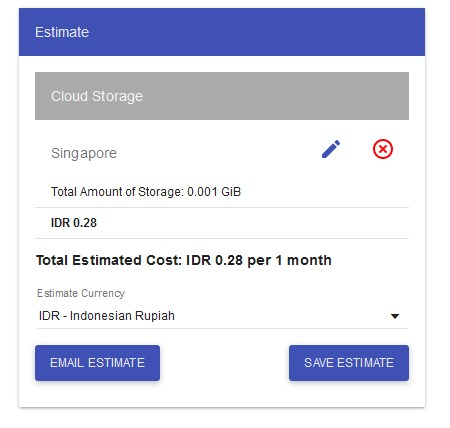 Estimate
Cloud Storage
Singapore
Total Amount of Storage: 0.001 GiB
IDR 0.28
Total Estimated Cost: IDR 0.28 per 1 month
Estimate Currency
IDR - Indonesian Rupiah
EMAIL ESTIMATE SAVE ESTIMATE